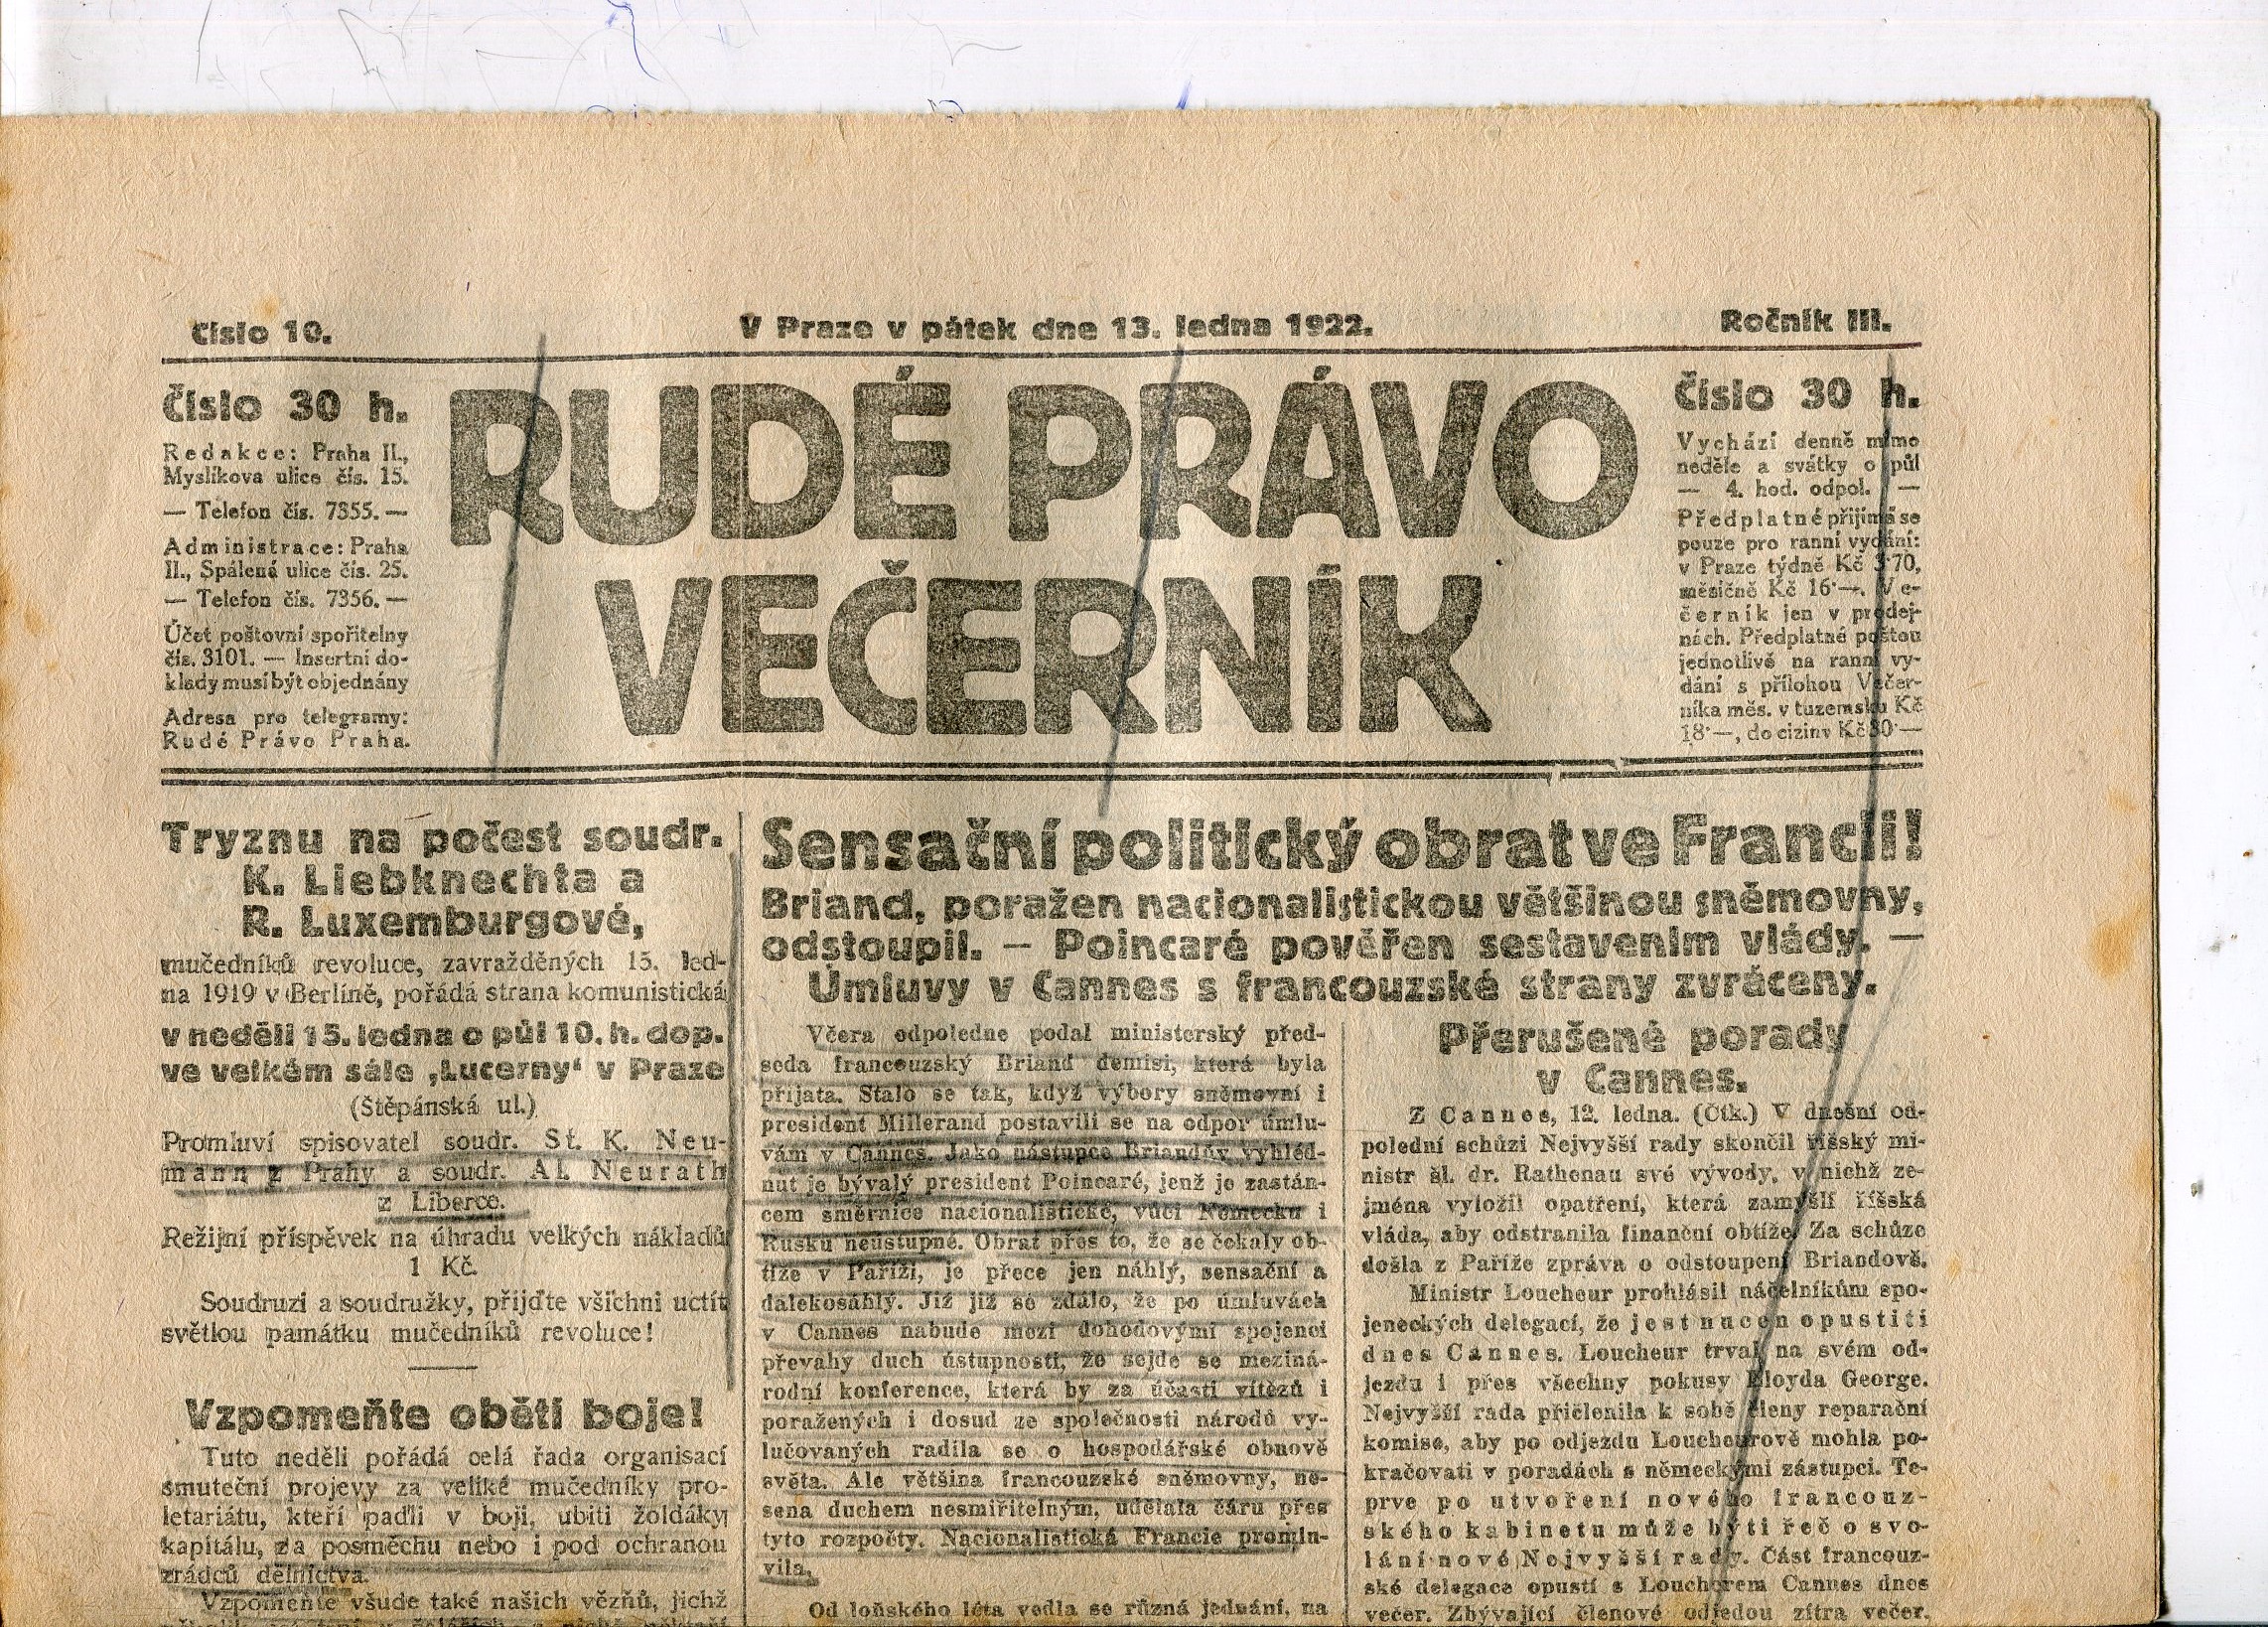 Číslo 10.
V Praze v pátek dne 13. ledna 1922.
Ročník III.
Číslo 30 h.
Redakce: Praha II.,
Myslíkova ulice čís. 15.
— Telefon čís. 7355. —
Administrace: Praha
II., Spálená ulice čís. 25.
— Telefon čís. 7356. —
Účet poštovní spořitelny
čís. 3101. — Insertní do-
klady musí být objednány
Adresa pro telegramy:
Rudé Právo Praha.
RUDÉ PRÁVO
VEČERNÍK
Číslo 30 h.
Vychází denně mimo
neděle a svátky o půl
— 4. hod. odpol. —
Předplatné přijímá se
pouze pro ranní vydání:
v Praze týdně Kč 3·70,
měsíčně Kč 16·—. Ve-
černík jen v prodej-
nách. Předplatné poštou
jednotlivě na ranní vy-
dání s přílohou Večer-
níka měs. v tuzemsku Kč
18·—, do ciziny Kč 30·—
Tryznu na počest soudr.
K. Liebknechta a
R. Luxemburgové,
mučedníků revoluce, zavražděných 15. led-
na 1919 v Berlíně, pořádá strana komunistická
v neděli 15. ledna o půl 10. h. dop.
ve velkém sále „Lucerny“ v Praze
(Štěpánská ul.)
Promluví spisovatel soudr. St. K. Neu-
mann z Prahy a soudr. Al. Neurath
z Liberce.
Režijní příspěvek na úhradu velkých nákladů
1 Kč.
Soudruzi a soudružky, přijďte všichni uctít
světlou památku mučedníků revoluce!
Vzpomeňte obětí boje!
Tuto neděli pořádá celá řada organisací
smuteční projevy za veliké mučedníky pro-
letariátu, kteří padli v boji, ubiti žoldáky
kapitálu, za posměchu nebo i pod ochranou
zrádců dělnictva.
Vzpomeňte všude také našich vězňů, jichž
Sensační politický obrat ve Francii!
Briand, poražen nacionalistickou většinou sněmovny,
odstoupil. — Poincaré pověřen sestavením vlády. —
Úmluvy v Cannes s francouzské strany zvráceny.
Včera odpoledne podal ministerský před-
seda francouzský Briand demisi, která byla
přijata. Stalo se tak, když výbory sněmovní i
president Millerand postavili se na odpor úmlu-
vám v Cannes. Jako nástupce Briandův vyhléd-
nut je bývalý president Poincaré, jenž je zastán-
cem směrnice nacionalistické, vůči Německu i
Rusku neústupné. Obrat přes to, že se čekaly ob-
tíže v Paříži, je přece jen náhlý, sensační a
dalekosáhlý. Již již se zdálo, že po úmluvách
v Cannes nabude mezi dohodovými spojenci
převahy duch ústupnosti, že sejde se meziná-
rodní konference, která by za účasti vítězů i
poražených i dosud ze společnosti národů vy-
lučovaných radila se o hospodářské obnově
světa. Ale většina francouzské sněmovny, ne-
sena duchem nesmiřitelným, udělala čáru přes
tyto rozpočty. Nacionalistická Francie promlu-
vila.
Od loňského léta vedla se různá jednání, na
Přerušené porady
v Cannes.
Z Cannes, 12. ledna. (Čtk.) V dnešní od-
polední schůzi Nejvyšší rady skončil říšský mi-
nistr šl. dr. Rathenau své vývody, v nichž ze-
jména vyložil opatření, která zamýšlí říšská
vláda, aby odstranila finanční obtíže. Za schůze
došla z Paříže zpráva o odstoupení Briandově.
Ministr Loucheur prohlásil náčelníkům spo-
jeneckých delegací, že jest nucen opustiti
dnes Cannes. Loucheur trval na svém od-
jezdu i přes všechny pokusy Lloyda George.
Nejvyšší rada přičlenila k sobě členy reparační
komise, aby po odjezdu Loucheurově mohla po-
kračovati v poradách s německými zástupci. Te-
prve po utvoření nového francouz-
ského kabinetu může býti řeč o svo-
lání nové Nejvyšší rady. Část francouz-
ské delegace opustí s Loucherem Cannes dnes
večer. Zbývající členové odjedou zítra večer.